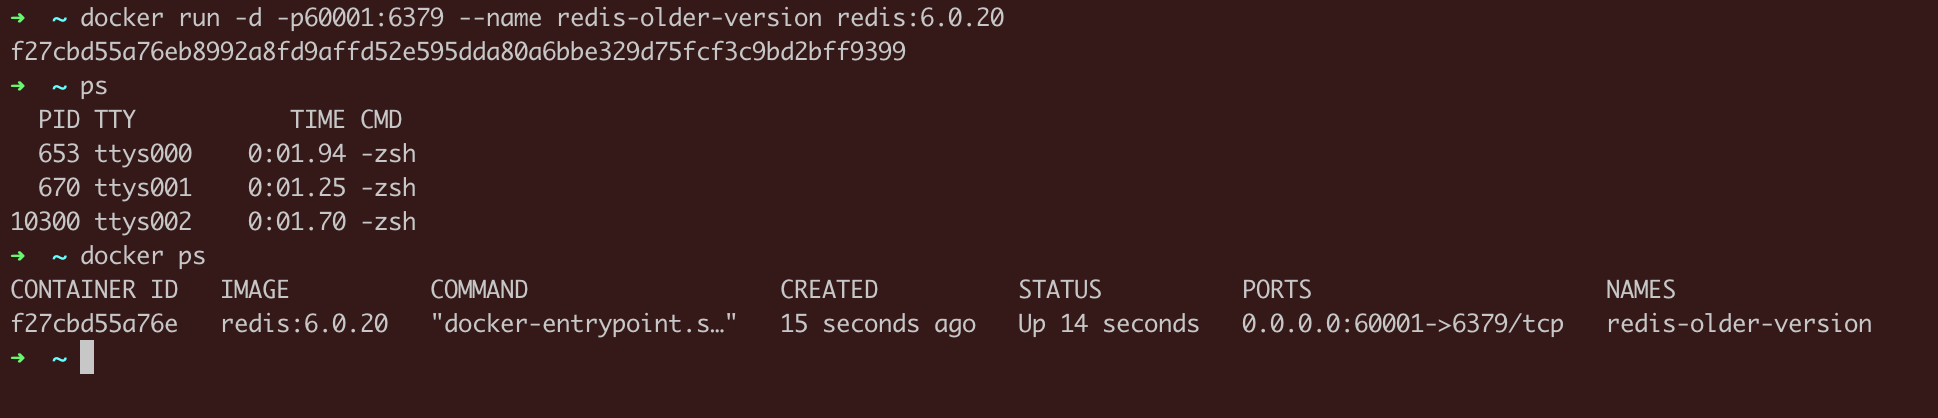 ➜ ~ docker run -d -p60001:6379 --name redis-older-version redis:6.0.20
f27cbd55a76eb8992a8fd9affd52e595dda80a6bbe329d75fcf3c9bd2bff9399
➜ ~ ps
PID TTY TIME CMD
653 ttys000 0:01.94 -zsh
670 ttys001 0:01.25 -zsh
10300 ttys002 0:01.70 -zsh
➜ ~ docker ps
CONTAINER ID IMAGE COMMAND CREATED STATUS PORTS NAMES
f27cbd55a76e redis:6.0.20 "docker-entrypoint.s…" 15 seconds ago Up 14 seconds 0.0.0.0:60001->6379/tcp redis-older-version
➜ ~